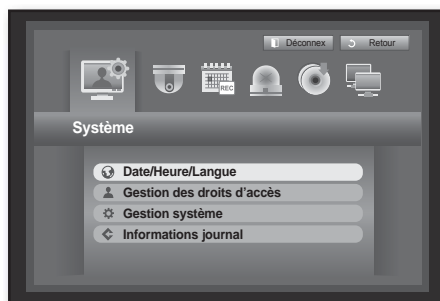 Déconnex
Retour
REC
Système
Date/Heure/Langue
Gestion des droits d'accès
Gestion système
Informations journal